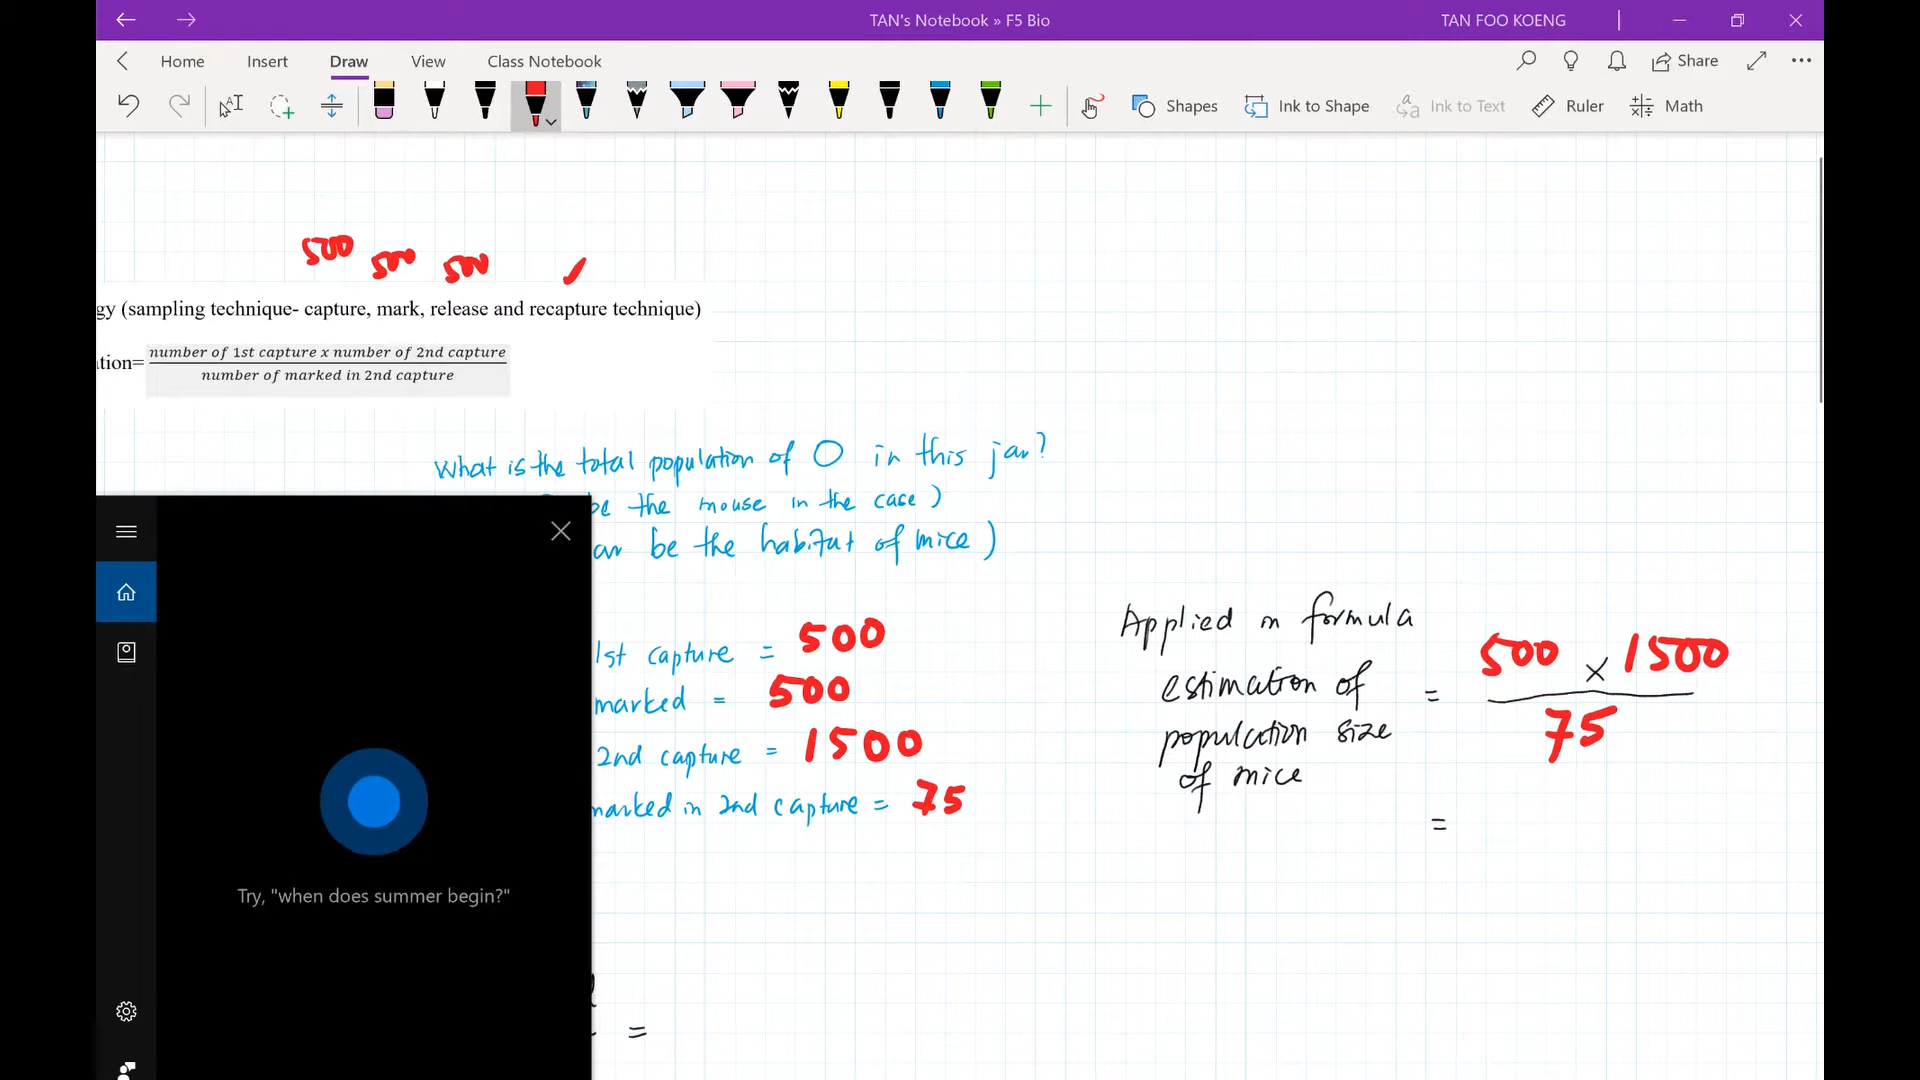 TAN's Notebook » F5 Bio
TAN FOO KOENG
Home Insert Draw View Class Notebook
Share
Shapes Ink to Shape Ink to Text Ruler Math
500 500 500
gy (sampling technique- capture, mark, release and recapture technique)
tion= number of 1st capture x number of 2nd capture
number of marked in 2nd capture
What is the total population of O in this jar?
be the mouse in the case)
be the habitat of mice)
1st capture = 500
marked = 500
2nd capture = 1500
marked in 2nd capture = 75
Applied in formula
estimation of
population size
of mice
= 500 × 1500
75
=
Try, "when does summer begin?"
=